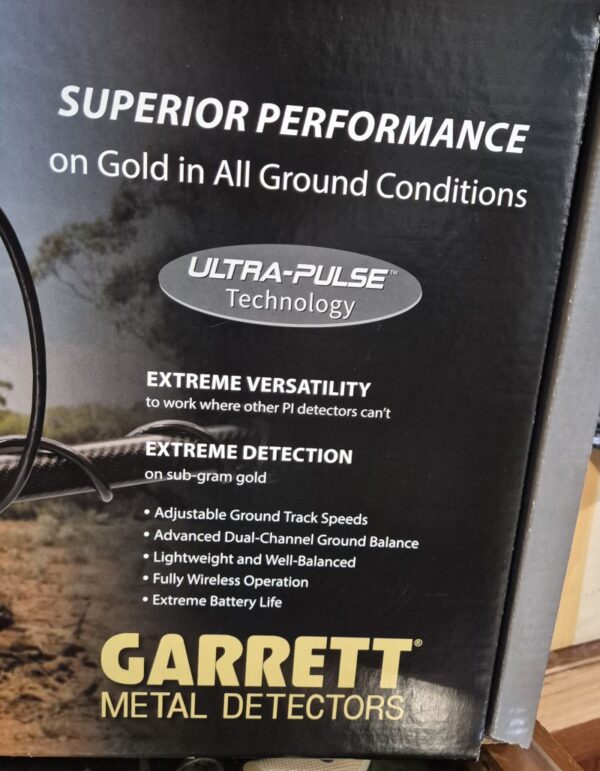 SUPERIOR PERFORMANCE
on Gold in All Ground Conditions
ULTRA-PULSE™
Technology
EXTREME VERSATILITY
to work where other PI detectors can't
EXTREME DETECTION
on sub-gram gold
• Adjustable Ground Track Speeds
• Advanced Dual-Channel Ground Balance
• Lightweight and Well-Balanced
• Fully Wireless Operation
• Extreme Battery Life
GARRETT®
METAL DETECTORS